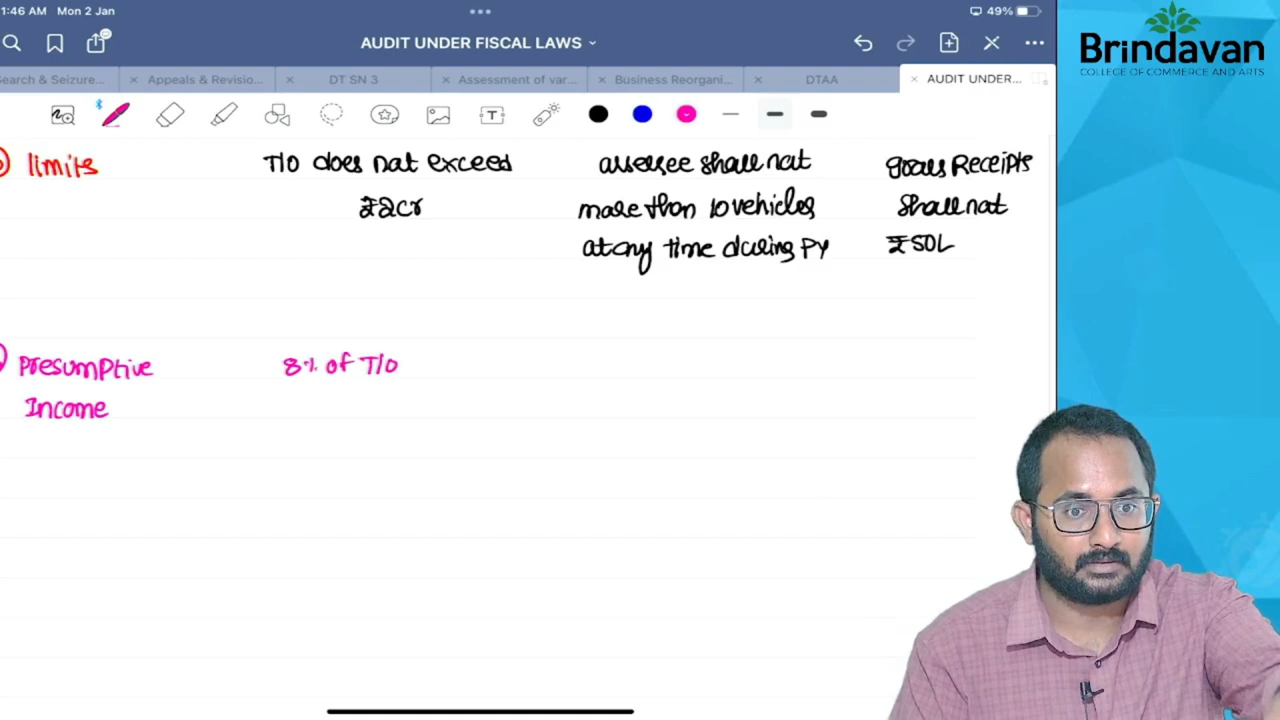 1:46 AM Mon 2 Jan
49%
AUDIT UNDER FISCAL LAWS
Brindavan
COLLEGE OF COMMERCE AND ARTS
earch & Seizure...
Appeals & Revisio...
DT SN 3
Assessment of var...
Business Reorgani...
DTAA
AUDIT UNDER...
limits
T/O does not exceed
₹2cr
assessee shall not
more than 10 vehicles
at any time during PY
gross Receipts
shall not
₹50L
Presumptive
Income
8% of T/O